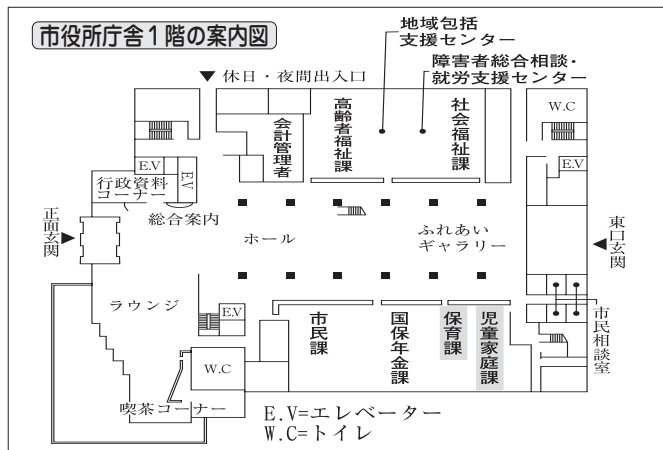 市役所庁舎1階の案内図
地域包括
支援センター
障害者総合相談・
就労支援センター
▼休日・夜間出入口
W.C
会計管理者
高齢者福祉課
社会福祉課
E.V
E.V
E.V
行政資料
コーナー
総合案内
正面玄関
ホール
ふれあい
ギャラリー
東口玄関
ラウンジ
E.V
市民課
国保年金課
保育課
児童家庭課
市民相談室
W.C
喫茶コーナー
E.V=エレベーター
W.C=トイレ